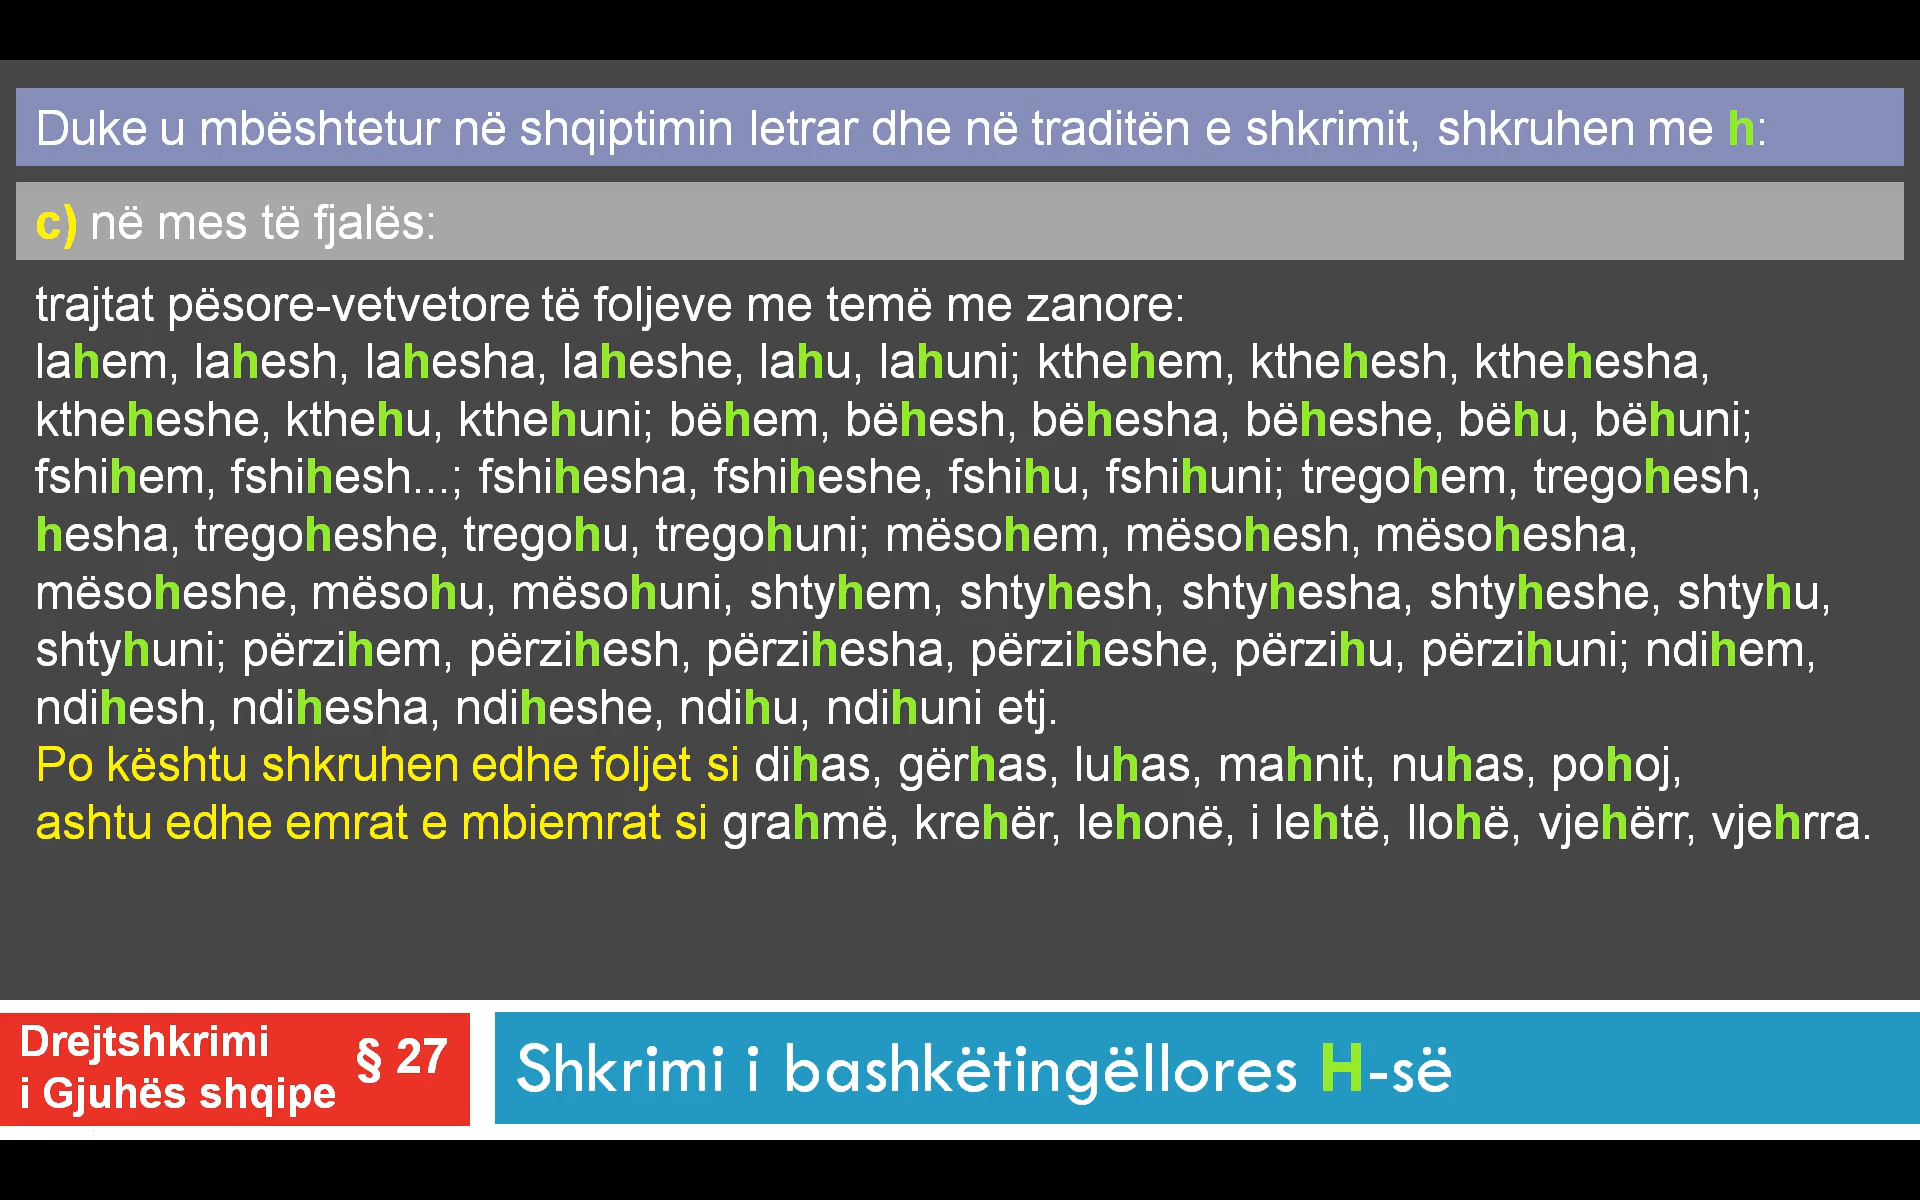 Duke u mbështetur në shqiptimin letrar dhe në traditën e shkrimit, shkruhen me h:
c) në mes të fjalës:
trajtat pësore-vetvetore të foljeve me temë me zanore:
lahem, lahesh, lahesha, laheshe, lahu, lahuni; kthehem, kthehesh, kthehesha,
ktheheshe, kthehu, kthehuni; bëhem, bëhesh, bëhesha, bëheshe, bëhu, bëhuni;
fshihem, fshihesh...; fshihesha, fshiheshe, fshihu, fshihuni; tregohem, tregohesh,
hesha, tregoheshe, tregohu, tregohuni; mësohem, mësohesh, mësohesha,
mësoheshe, mësohu, mësohuni, shtyhem, shtyhesh, shtyhesha, shtyheshe, shtyhu,
shtyhuni; përzihem, përzihesh, përzihesha, përziheshe, përzihu, përzihuni; ndihem,
ndihesh, ndihesha, ndiheshe, ndihu, ndihuni etj.
Po kështu shkruhen edhe foljet si dihas, gërhas, luhas, mahnit, nuhas, pohoj,
ashtu edhe emrat e mbiemrat si grahmë, krehër, lehonë, i lehtë, llohë, vjehërr, vjehrra.
Drejtshkrimi
i Gjuhës shqipe
§ 27
Shkrimi i bashkëtingëllores H-së